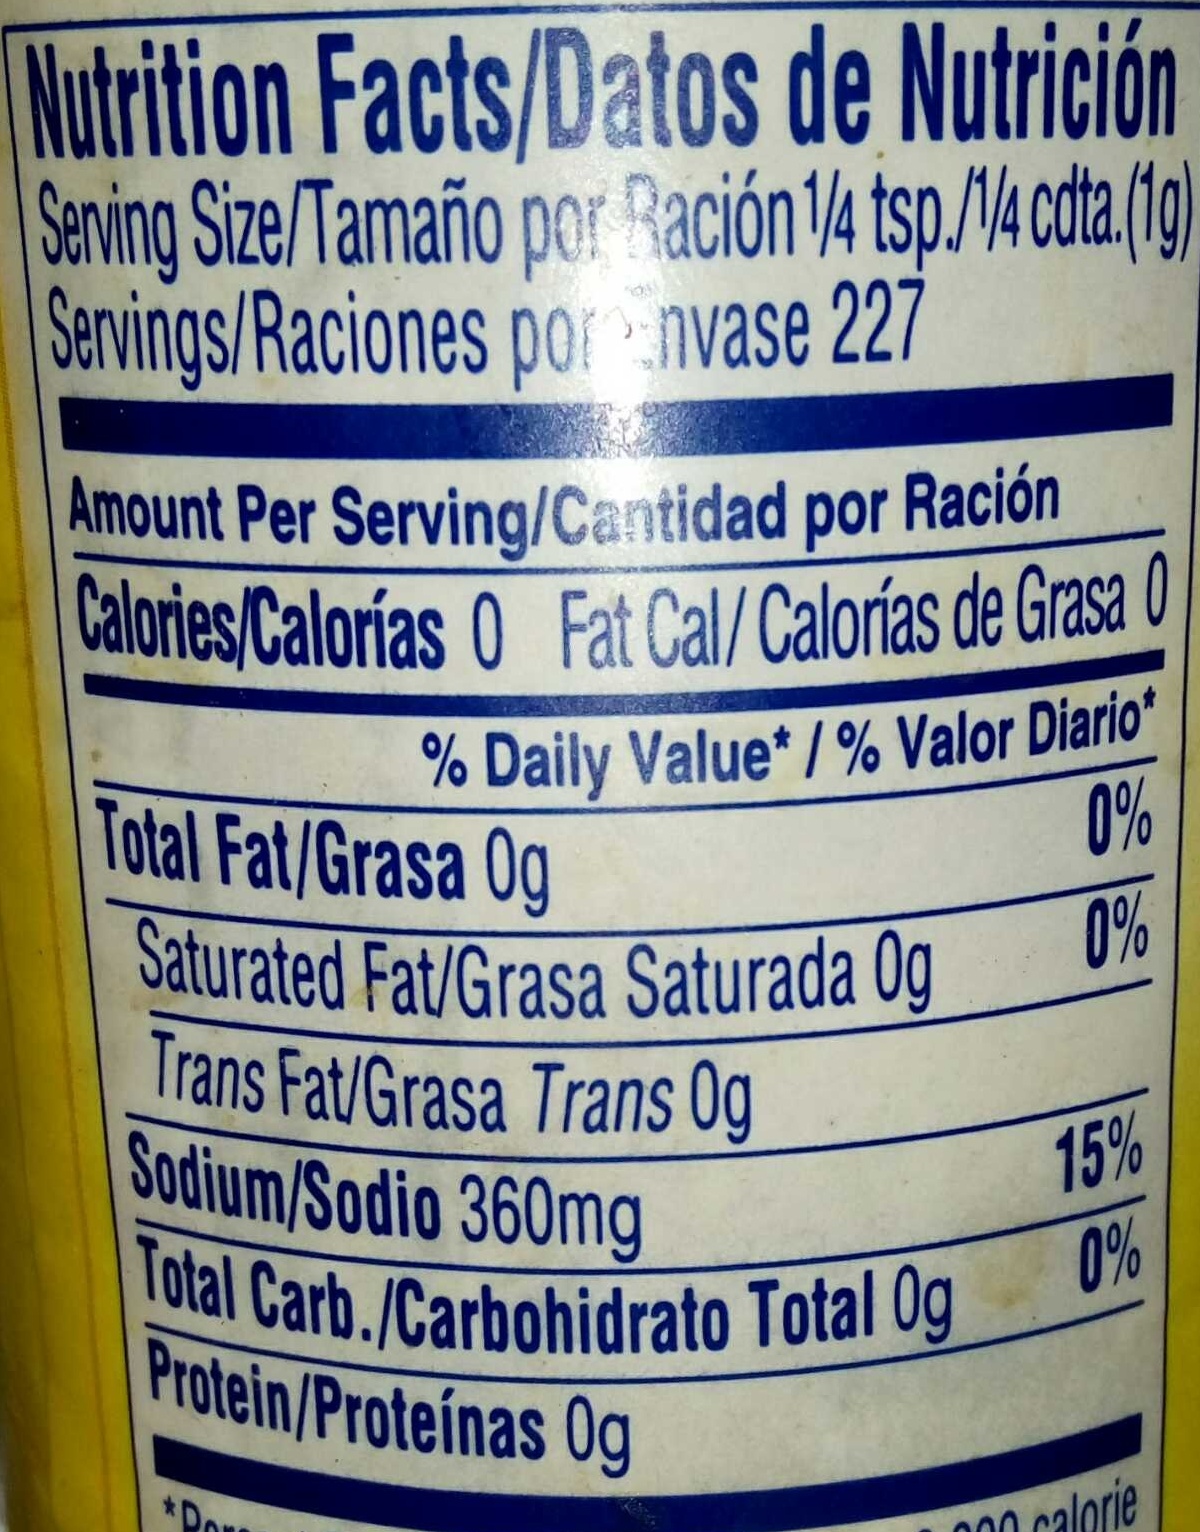 Nutrition Facts/Datos de Nutrición
Serving Size/Tamaño por Ración 1/4 tsp./1/4 cdta.(1g)
Servings/Raciones por Envase 227
Amount Per Serving/Cantidad por Ración
Calories/Calorías 0 Fat Cal/Calorías de Grasa 0
% Daily Value* / % Valor Diario*
Total Fat/Grasa 0g 0%
Saturated Fat/Grasa Saturada 0g 0%
Trans Fat/Grasa Trans 0g
Sodium/Sodio 360mg 15%
Total Carb./Carbohidrato Total 0g 0%
Protein/Proteínas 0g
calorie